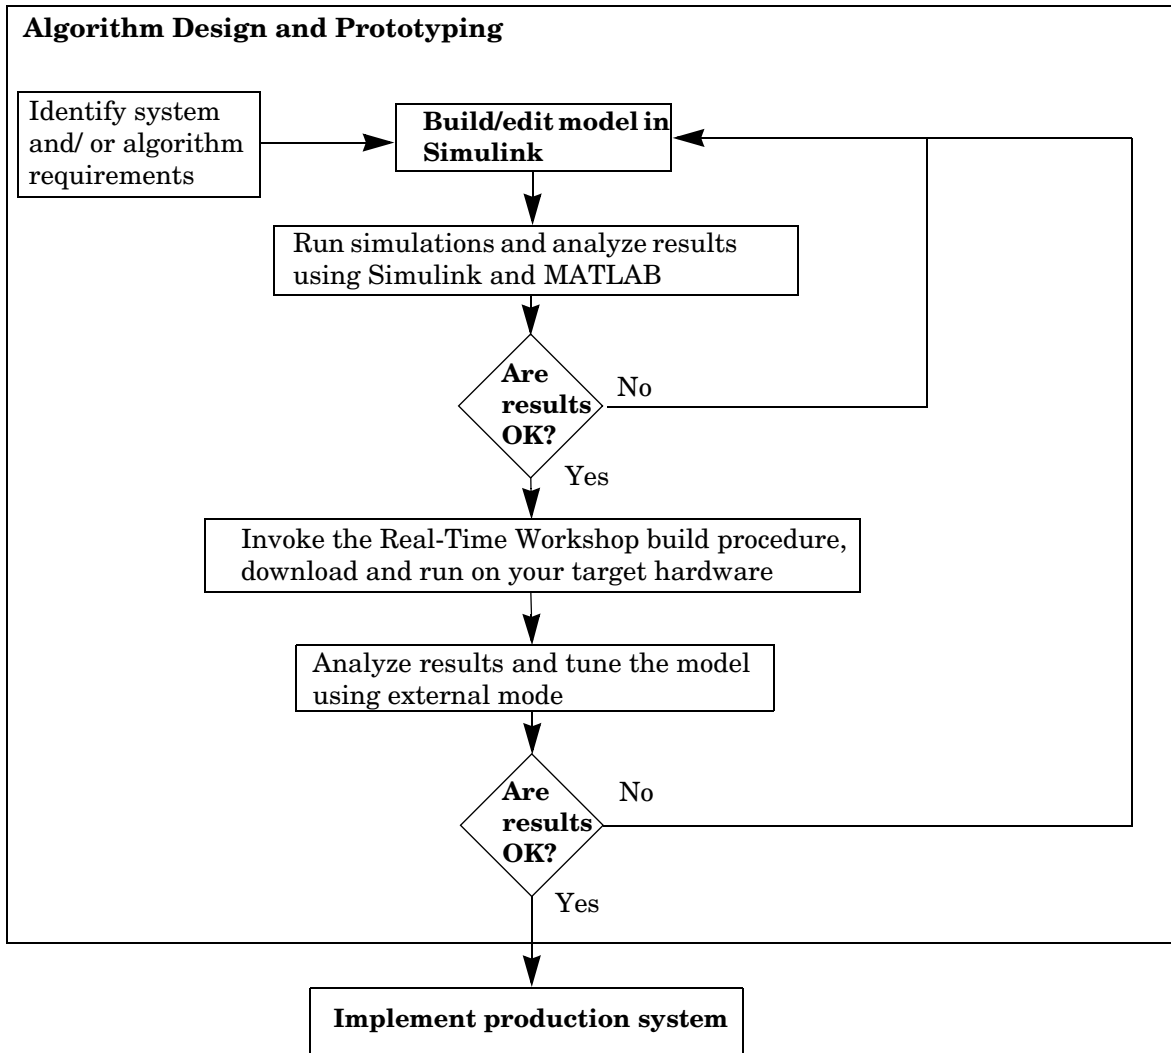 Algorithm Design and Prototyping
Identify system
and/ or algorithm
requirements
Build/edit model in
Simulink
Run simulations and analyze results
using Simulink and MATLAB
Are
results
OK?
No
Yes
Invoke the Real-Time Workshop build procedure,
download and run on your target hardware
Analyze results and tune the model
using external mode
Are
results
OK?
No
Yes
Implement production system